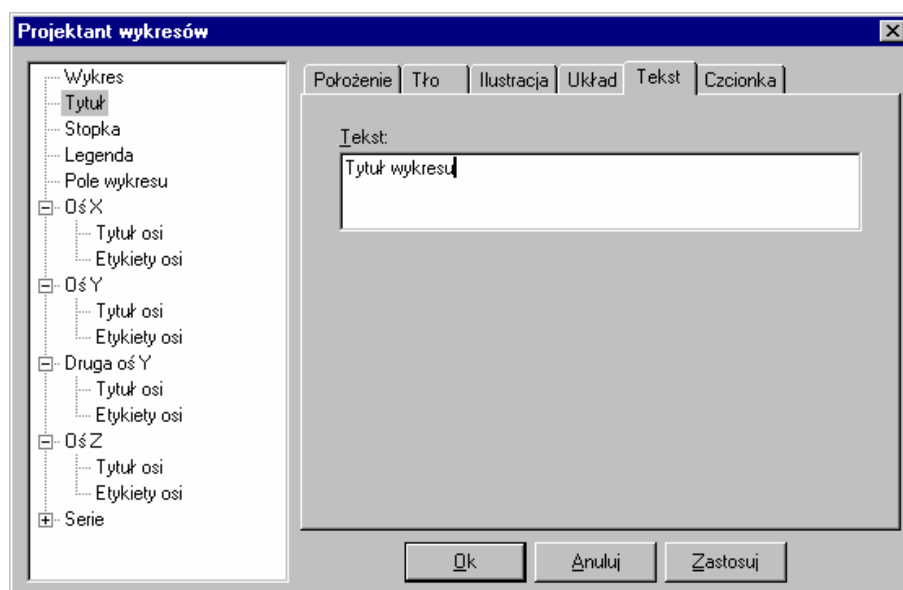 Projektant wykresów
Wykres
Tytuł
Stopka
Legenda
Pole wykresu
Oś X
Tytuł osi
Etykiety osi
Oś Y
Tytuł osi
Etykiety osi
Druga oś Y
Tytuł osi
Etykiety osi
Oś Z
Tytuł osi
Etykiety osi
Serie
Położenie Tło Ilustracja Układ Tekst Czcionka
Tekst:
Tytuł wykresu
Ok Anuluj Zastosuj